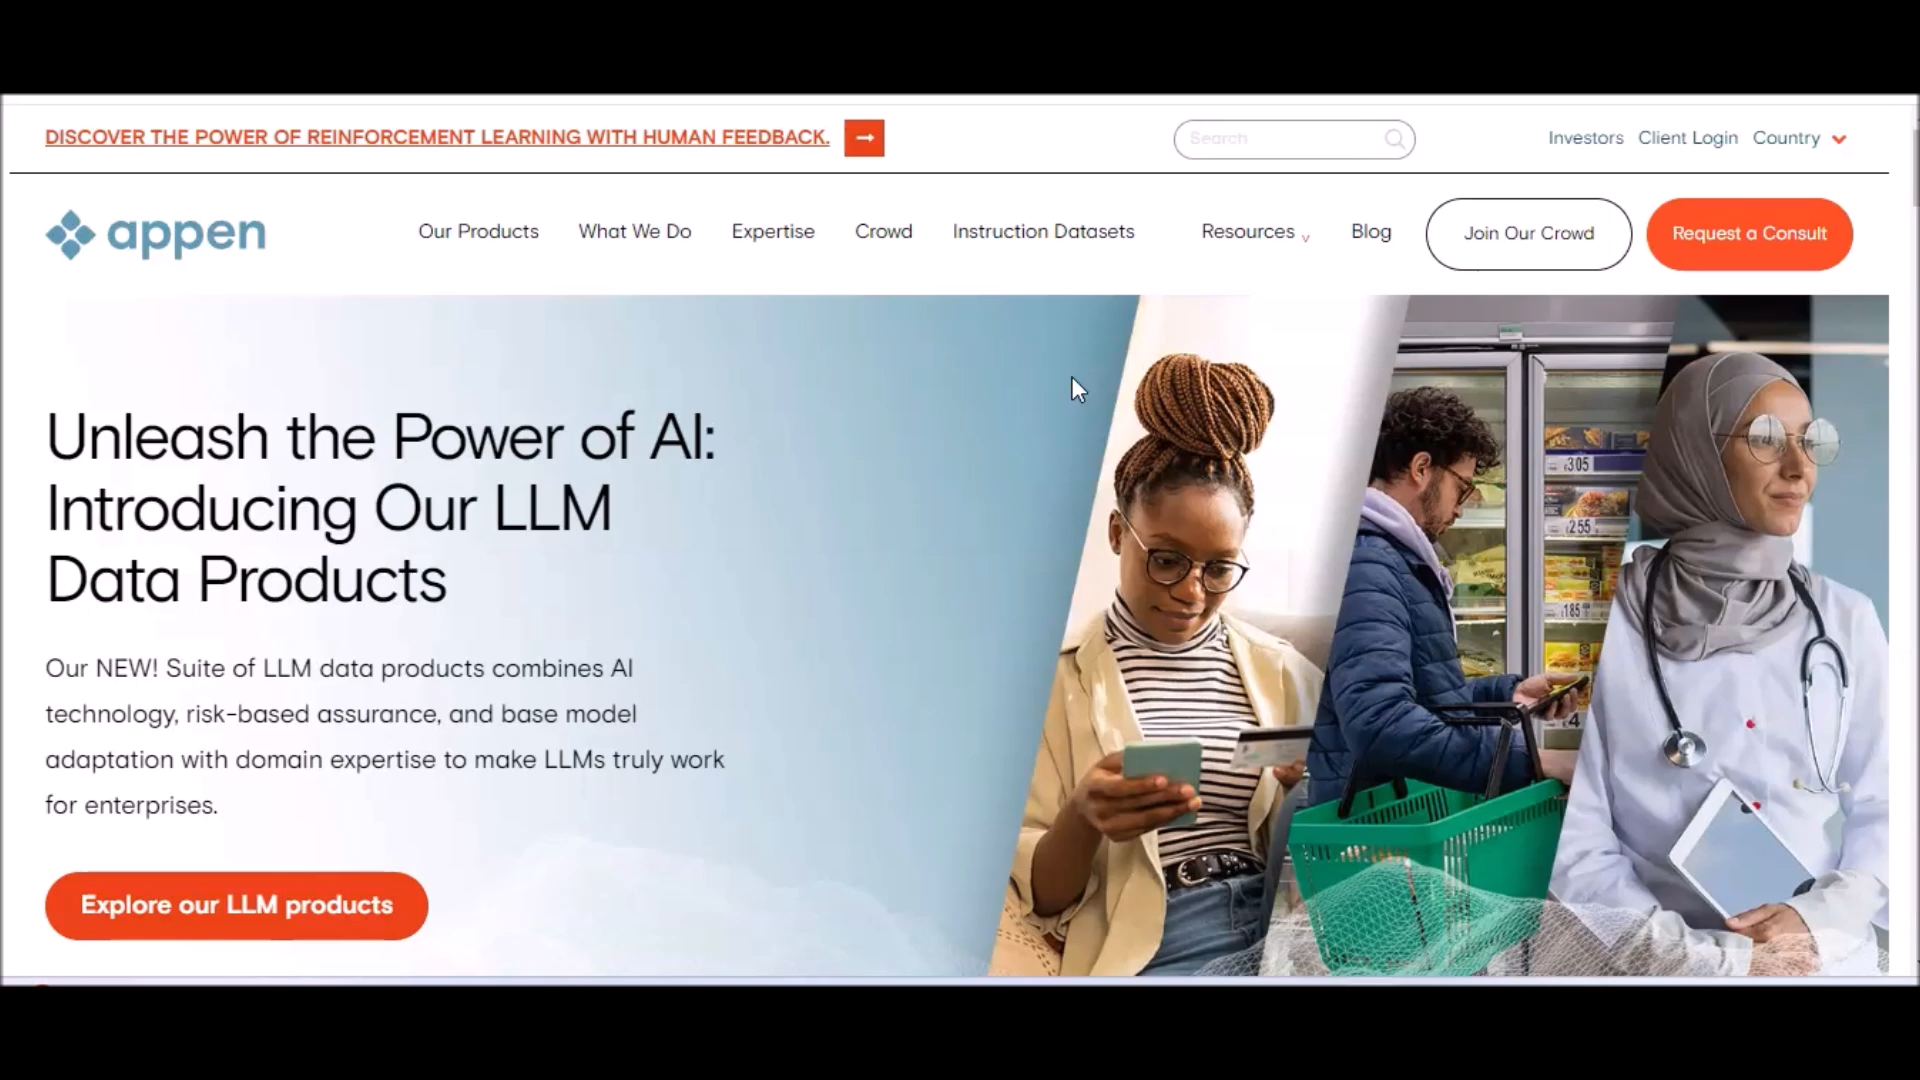 DISCOVER THE POWER OF REINFORCEMENT LEARNING WITH HUMAN FEEDBACK.
Search
Investors Client Login Country
appen
Our Products What We Do Expertise Crowd Instruction Datasets Resources Blog Join Our Crowd Request a Consult
Unleash the Power of AI:
Introducing Our LLM
Data Products
Our NEW! Suite of LLM data products combines AI
technology, risk-based assurance, and base model
adaptation with domain expertise to make LLMs truly work
for enterprises.
Explore our LLM products
£305
£255
£185